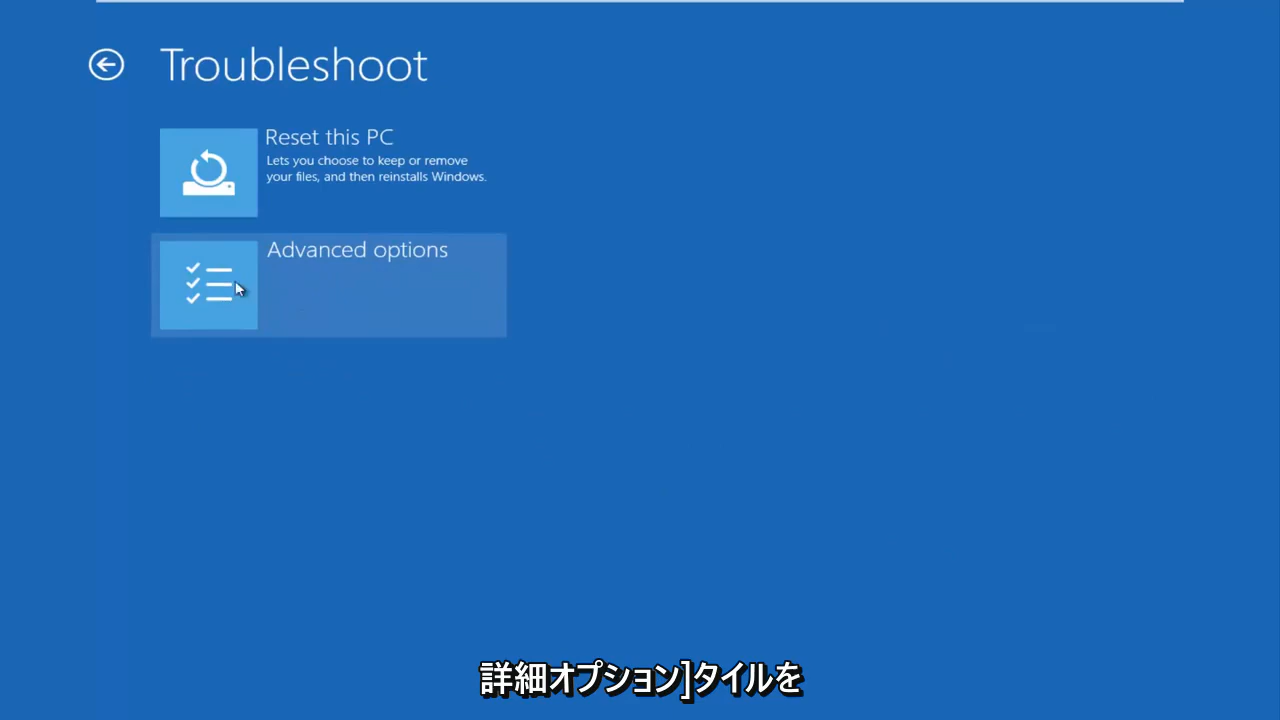 Troubleshoot
Reset this PC
Lets you choose to keep or remove
your files, and then reinstalls Windows.
Advanced options
詳細オプション]タイルを